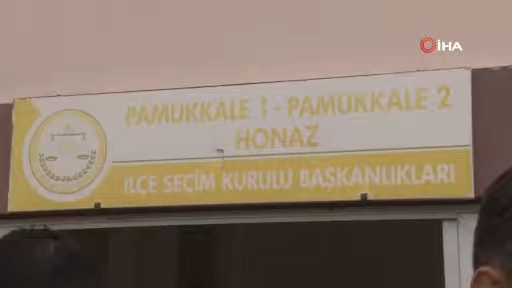 İHA
PAMUKKALE 1 - PAMUKKALE 2
HONAZ
İLÇE SEÇİM KURULU BAŞKANLIKLARI